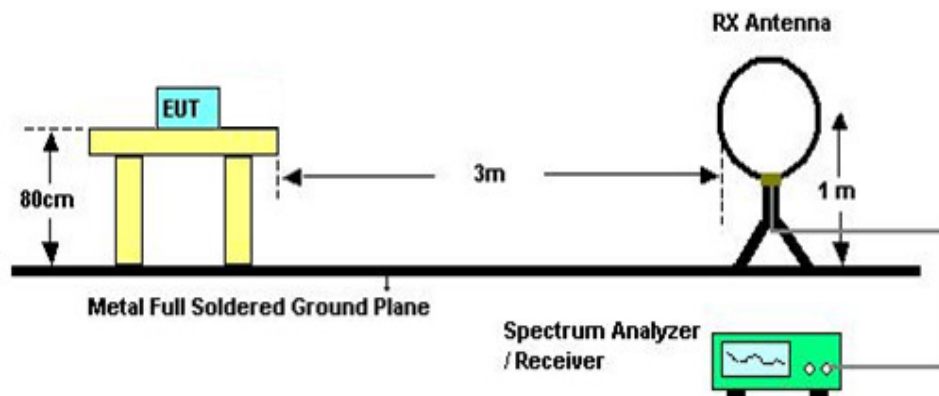 RX Antenna
EUT
3m
80cm
1 m
Metal Full Soldered Ground Plane
Spectrum Analyzer
/ Receiver